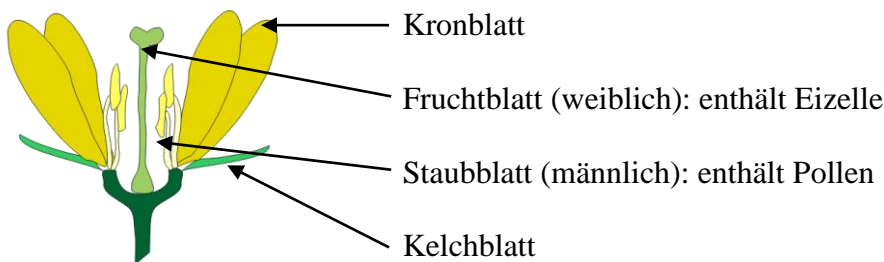 Kronblatt
Fruchtblatt (weiblich): enthält Eizelle
Staubblatt (männlich): enthält Pollen
Kelchblatt